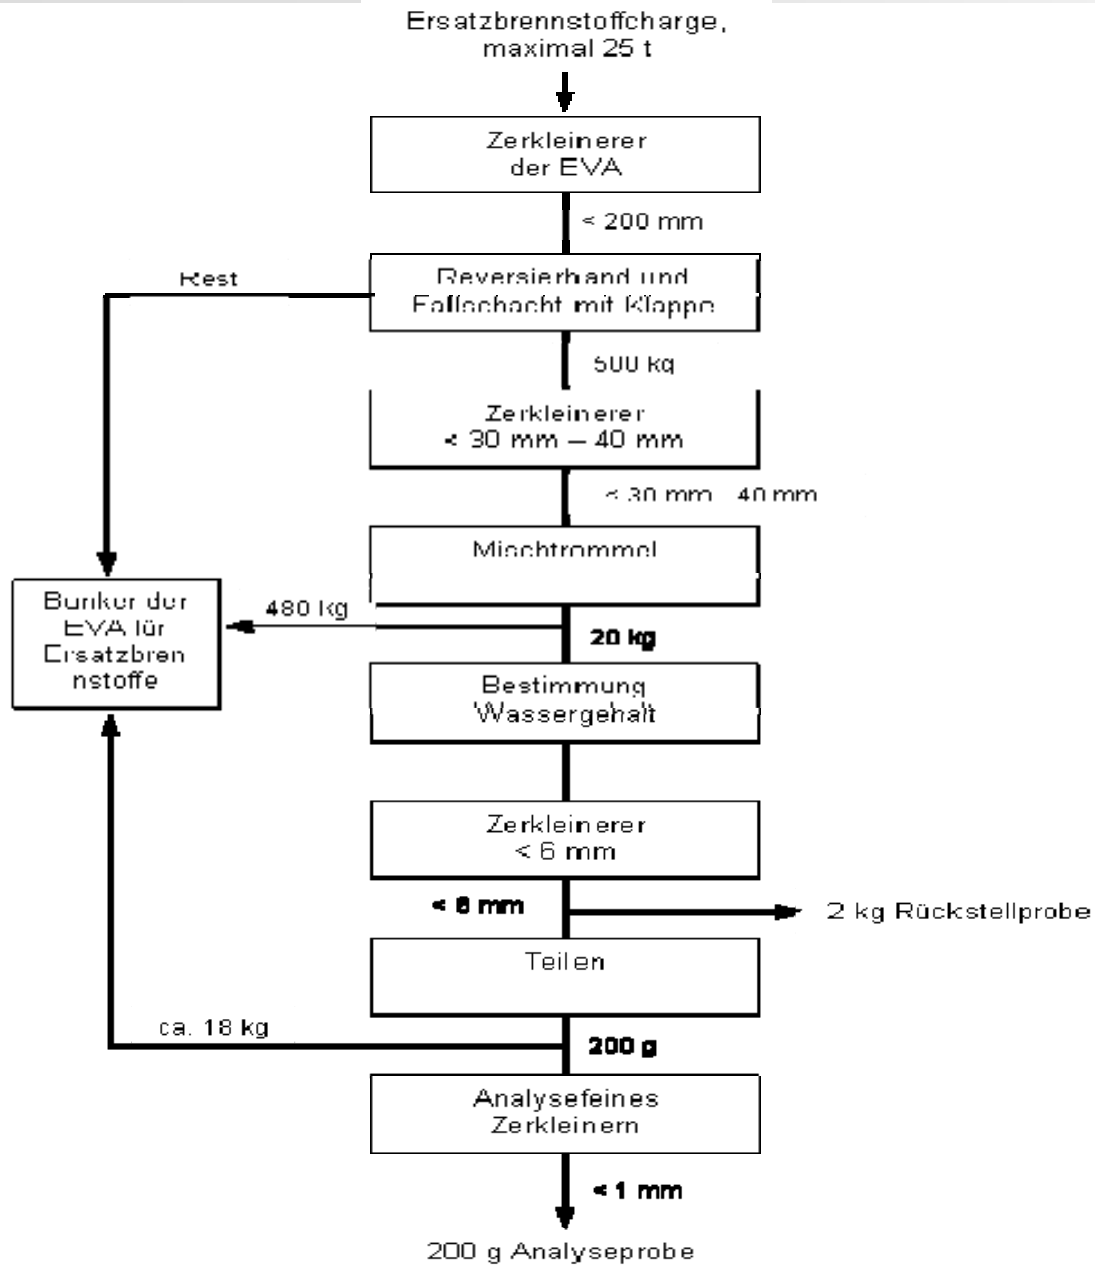 Ersatzbrennstoffcharge,
maximal 25 t
Zerkleinerer
der EVA
< 200 mm
Rest
Reversierband und
Fallschacht mit Klappe
500 kg
Zerkleinerer
< 30 mm – 40 mm
< 30 mm 40 mm
Mischtrommel
480 kg
20 kg
Bunker der
EVA für
Ersatzbren
nstoffe
Bestimmung
Wassergehalt
Zerkleinerer
< 6 mm
< 6 mm
2 kg Rückstellprobe
Teilen
ca. 18 kg
200 g
Analysefeines
Zerkleinern
< 1 mm
200 g Analyseprobe